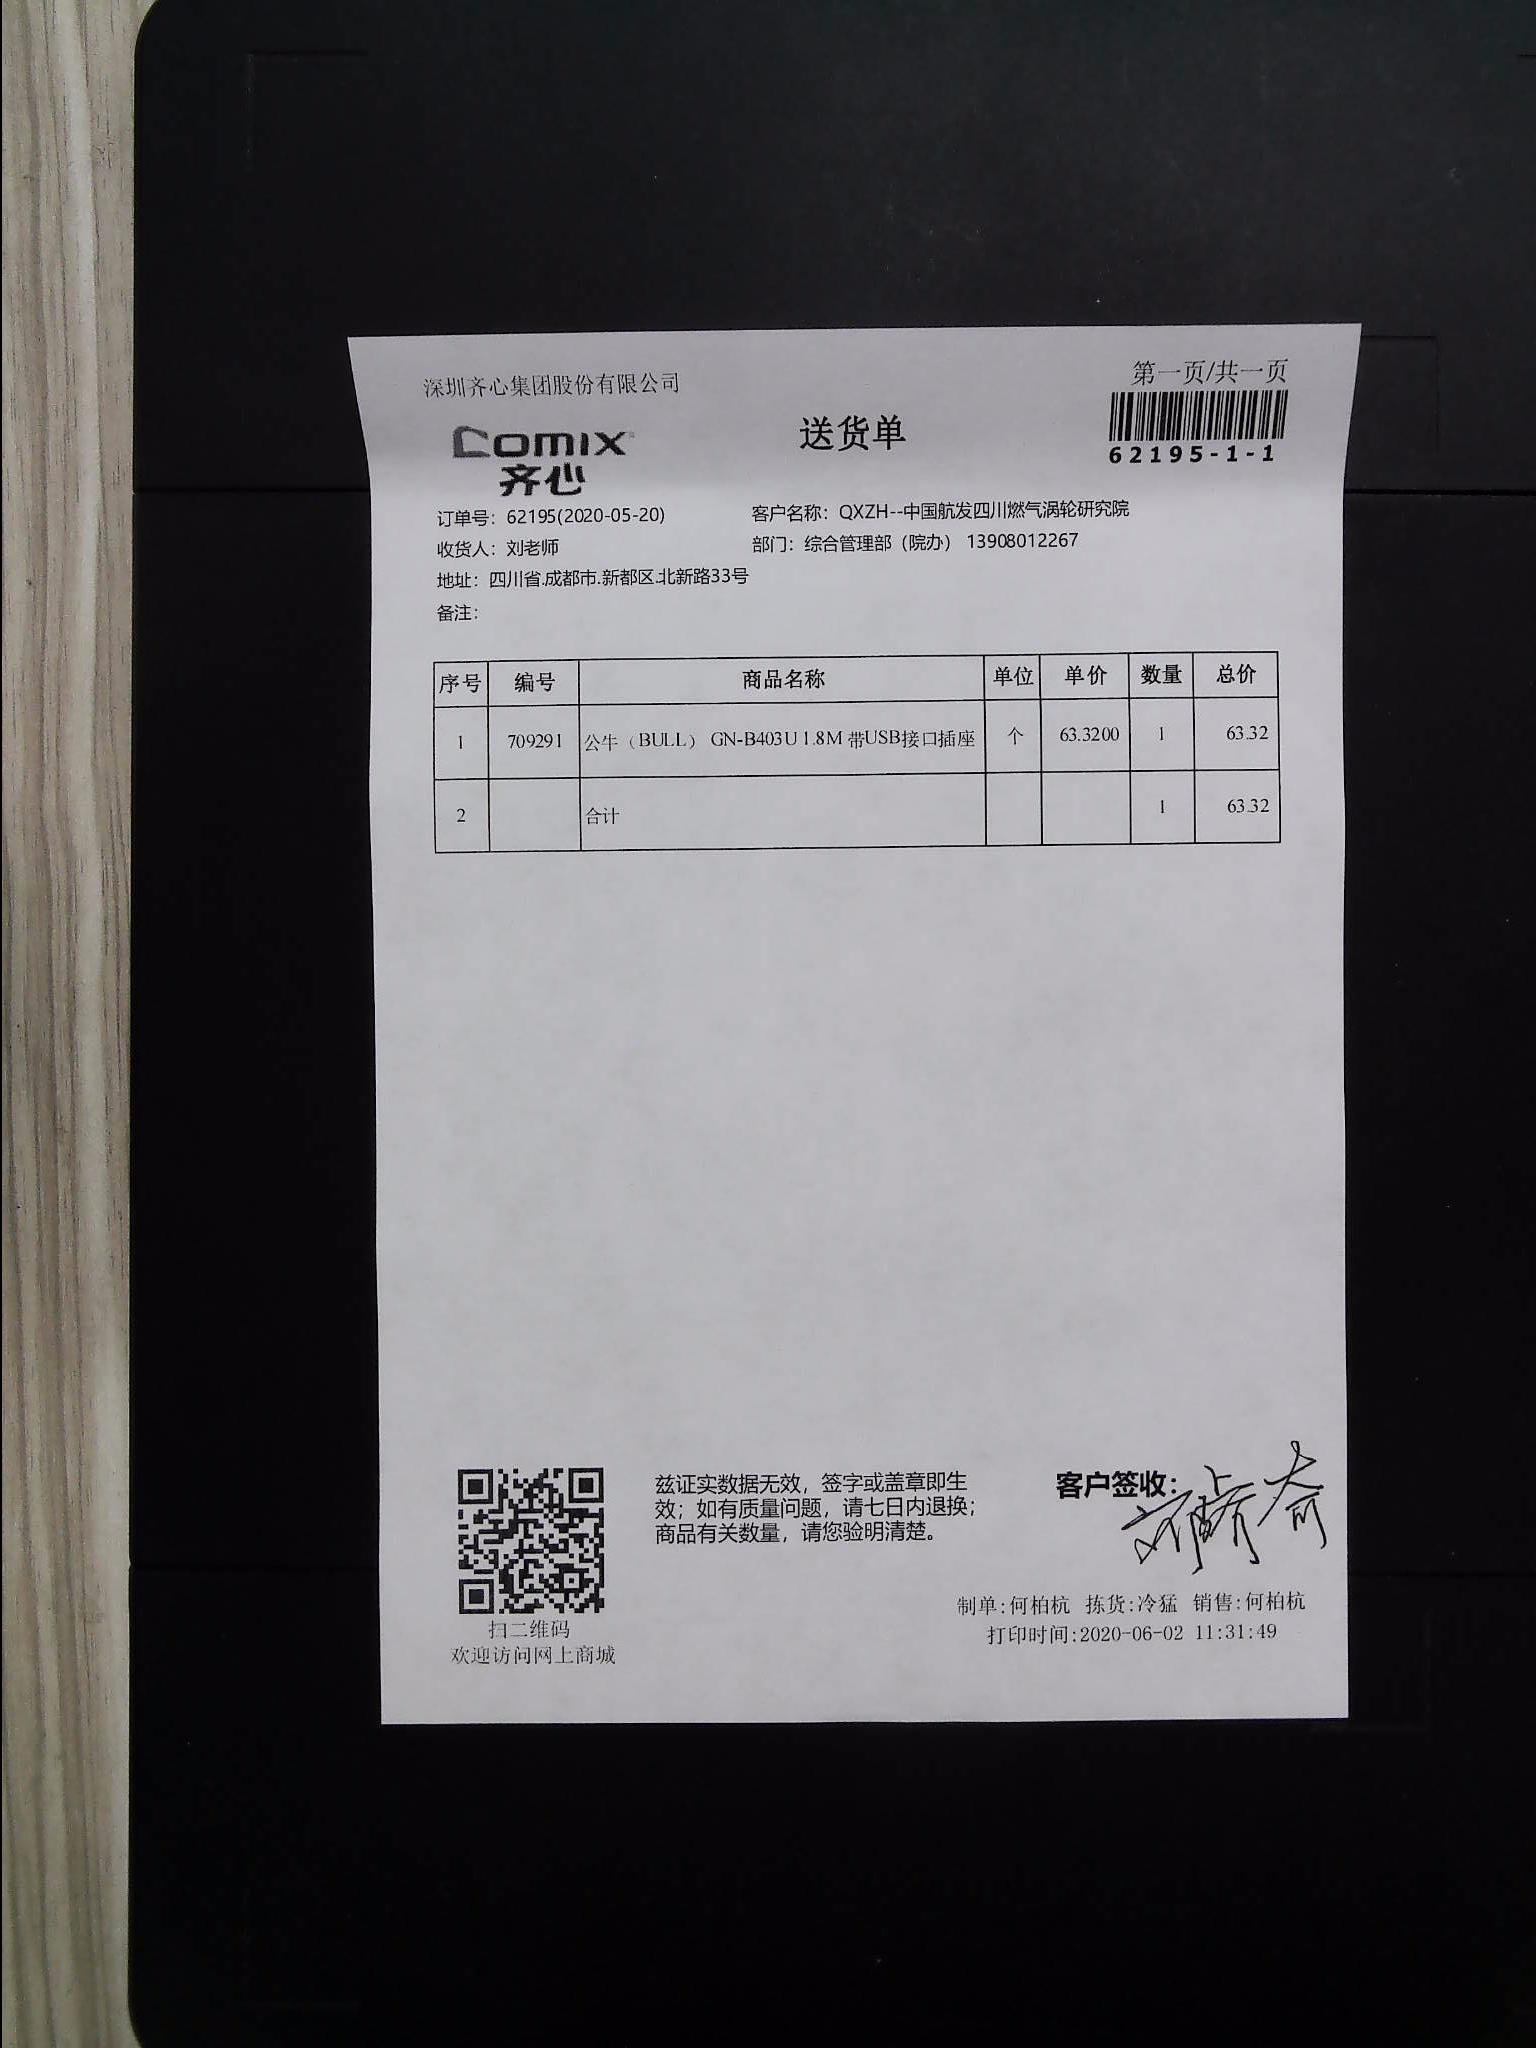 深圳齐心集团股份有限公司
第一页/共一页
comix
齐心
送货单
62195-1-1
订单号：62195(2020-05-20)
客户名称：QXZH--中国航发四川燃气涡轮研究院
收货人：刘老师
部门：综合管理部（院办） 13908012267
地址：四川省.成都市.新都区.北新路33号
备注：
序号 编号 商品名称 单位 单价 数量 总价
1 709291 公牛（BULL） GN-B403U 1.8M 带USB接口插座 个 63.3200 1 63.32
2 合计 1 63.32
兹证实数据无效，签字或盖章即生
效；如有质量问题，请七日内退换；
商品有关数量，请您验明清楚。
客户签收：
扫二维码
欢迎访问网上商城
制单:何柏杭 拣货:冷猛 销售:何柏杭
打印时间:2020-06-02 11:31:49